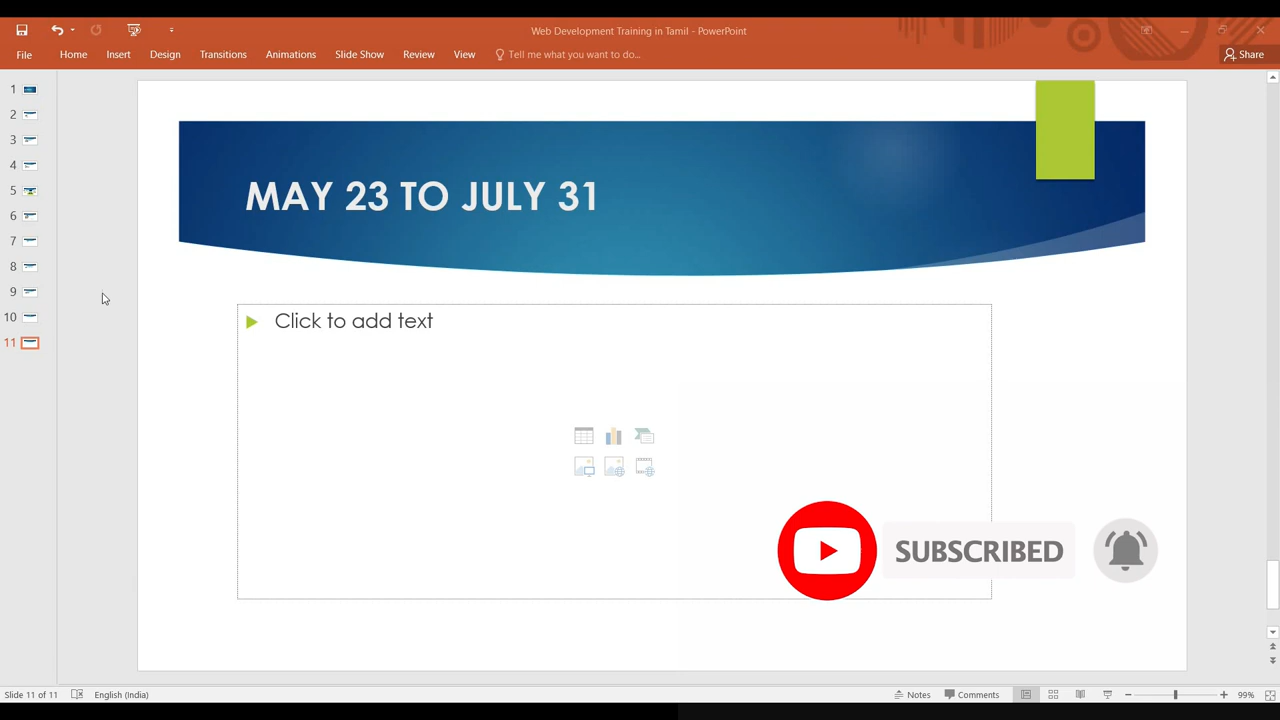 Web Development Training in Tamil - PowerPoint
File Home Insert Design Transitions Animations Slide Show Review View Tell me what you want to do... Share
1
2
3
4
5
6
7
8
9
10
11
MAY 23 TO JULY 31
Click to add text
SUBSCRIBED
Slide 11 of 11 English (India) Notes Comments 99%